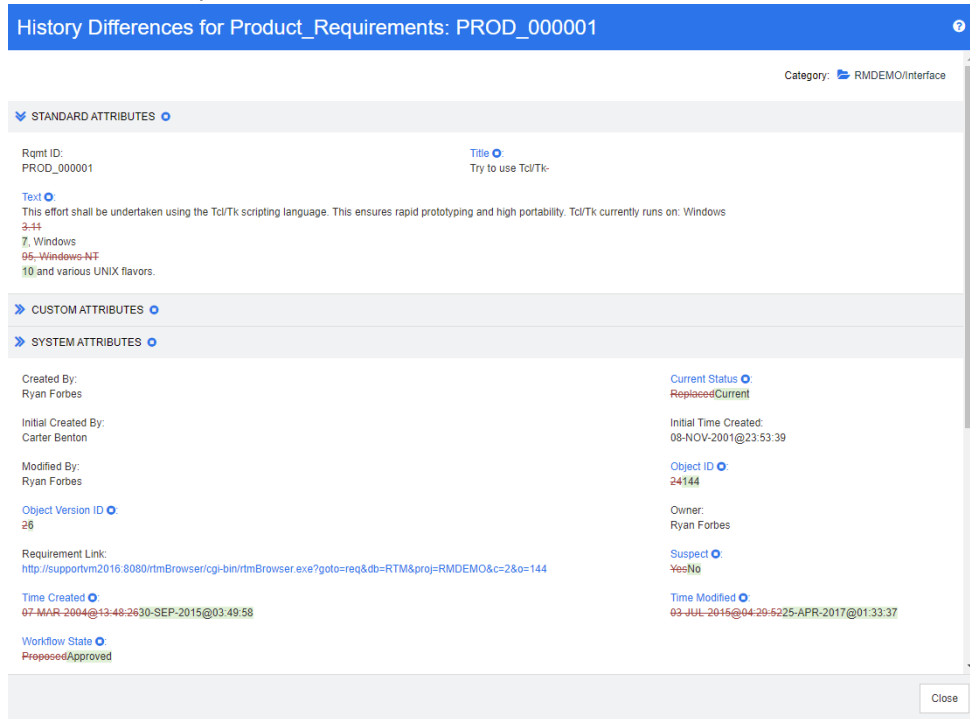 History Differences for Product_Requirements: PROD_000001
?
Category: RMDEMO/Interface
STANDARD ATTRIBUTES
Rqmt ID:
PROD_000001
Title :
Try to use Tcl/Tk-
Text :
This effort shall be undertaken using the Tcl/Tk scripting language. This ensures rapid prototyping and high portability. Tcl/Tk currently runs on: Windows
3.11
7, Windows
95, Windows NT
10 and various UNIX flavors.
CUSTOM ATTRIBUTES
SYSTEM ATTRIBUTES
Created By:
Ryan Forbes
Current Status :
ReplacedCurrent
Initial Created By:
Carter Benton
Initial Time Created:
08-NOV-2001@23:53:39
Modified By:
Ryan Forbes
Object ID :
24144
Object Version ID :
26
Owner:
Ryan Forbes
Requirement Link:
http://supportvm2016:8080/rtmBrowser/cgi-bin/rtmBrowser.exe?goto=req&db=RTM&proj=RMDEMO&c=2&o=144
Suspect :
YesNo
Time Created :
07-MAR-2004@13:48:2630-SEP-2015@03:49:58
Time Modified :
03-JUL-2015@04:29:5225-APR-2017@01:33:37
Workflow State :
ProposedApproved
Close